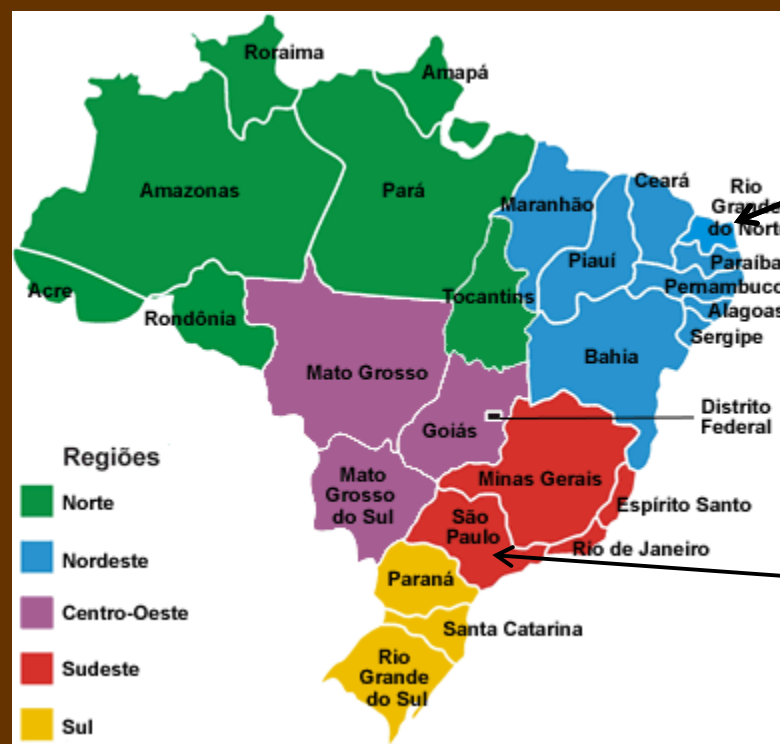 Roraima
Amapá
Amazonas
Pará
Maranhão
Ceará
Rio
Grande
do Norte
Piauí
Paraíba
Pernambuco
Alagoas
Sergipe
Acre
Rondônia
Tocantins
Bahia
Mato Grosso
Distrito
Federal
Goiás
Mato
Grosso
do Sul
Minas Gerais
Espírito Santo
São
Paulo
Rio de Janeiro
Paraná
Santa Catarina
Rio
Grande
do Sul
Regiões
Norte
Nordeste
Centro-Oeste
Sudeste
Sul